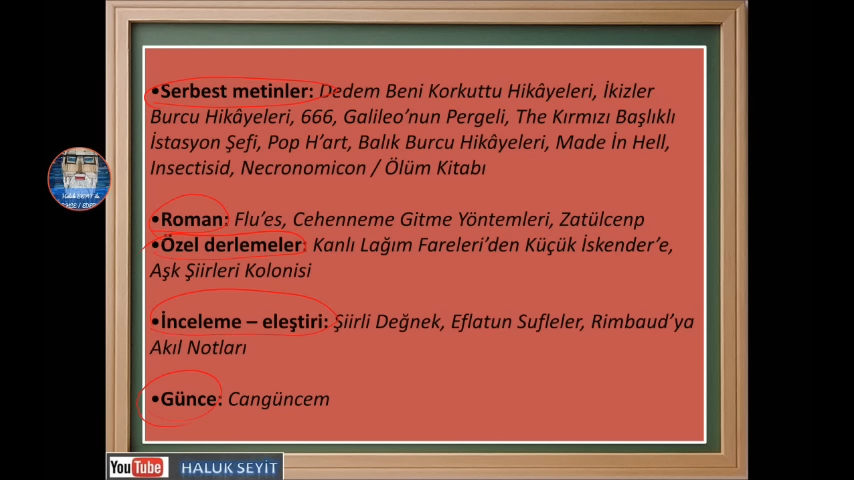 •Serbest metinler: Dedem Beni Korkuttu Hikâyeleri, İkizler
Burcu Hikâyeleri, 666, Galileo’nun Pergeli, The Kırmızı Başlıklı
İstasyon Şefi, Pop H’art, Balık Burcu Hikâyeleri, Made İn Hell,
Insectisid, Necronomicon / Ölüm Kitabı
•Roman: Flu’es, Cehenneme Gitme Yöntemleri, Zatülcenp
•Özel derlemeler: Kanlı Lağım Fareleri’den Küçük İskender’e,
Aşk Şiirleri Kolonisi
•İnceleme – eleştiri: Şiirli Değnek, Eflatun Sufleler, Rimbaud’ya
Akıl Notları
•Günce: Cangüncem
YouTube HALUK SEYİT